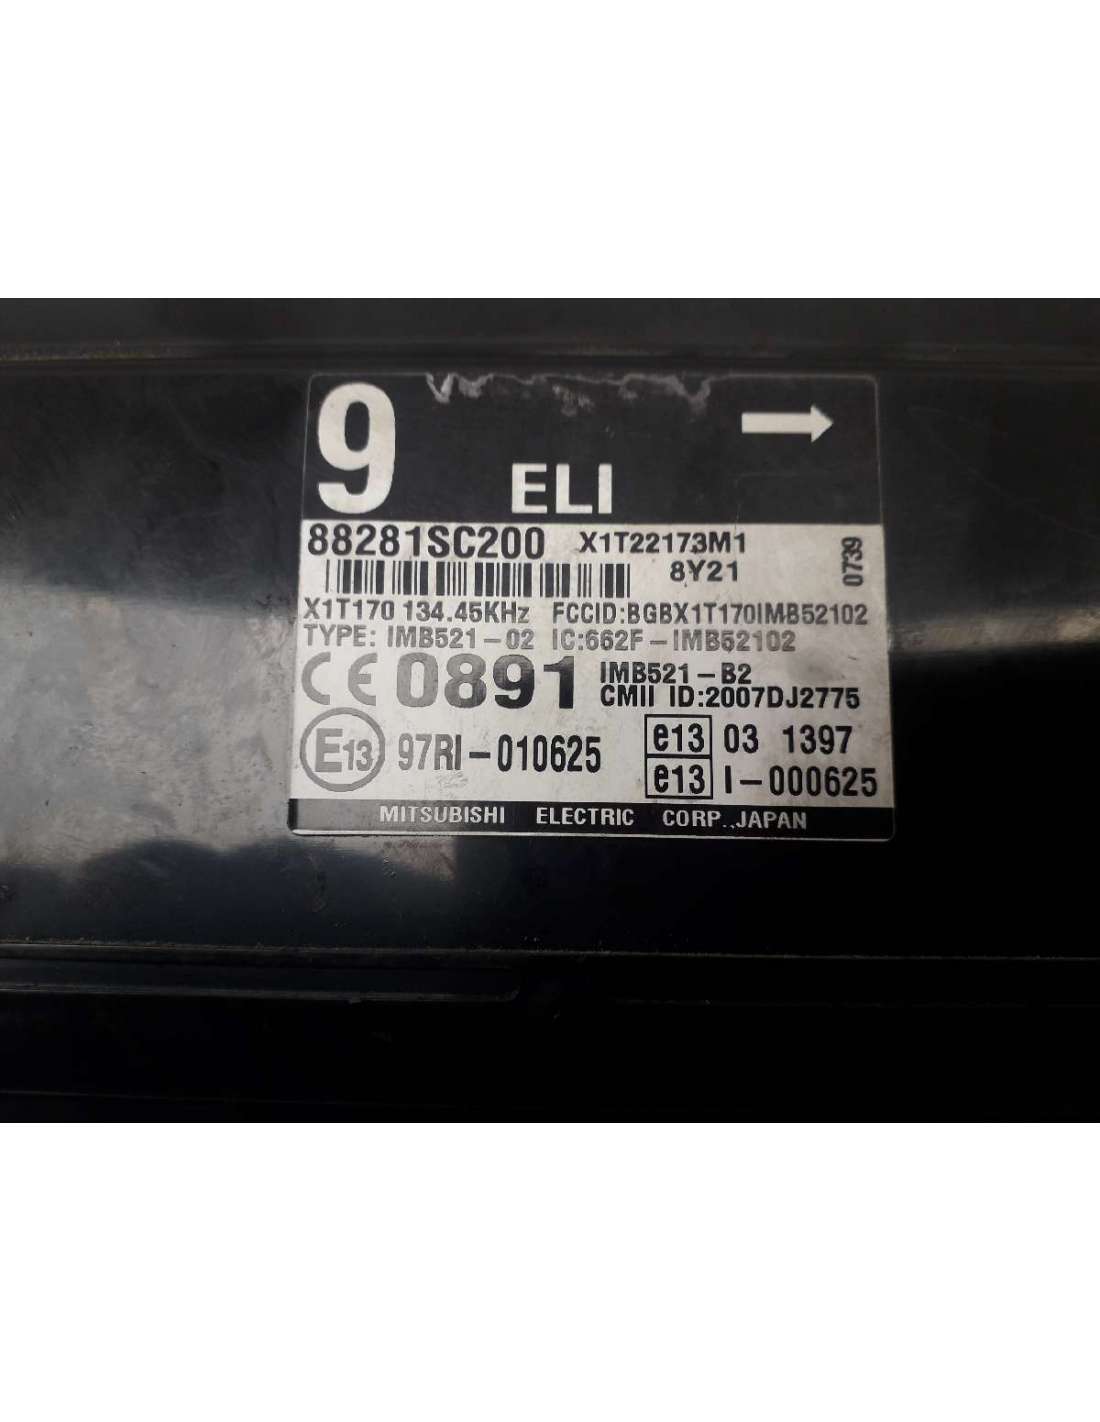 9
ELI
88281SC200 X1T22173M1
8Y21
0739
X1T170 134.45KHz FCCID:BGBX1T170IMB52102
TYPE: IMB521-02 IC:662F-IMB52102
CE 0891 IMB521-B2
CMII ID:2007DJ2775
E13 97RI-010625 e13 03 1397
e13 I-000625
MITSUBISHI ELECTRIC CORP., JAPAN